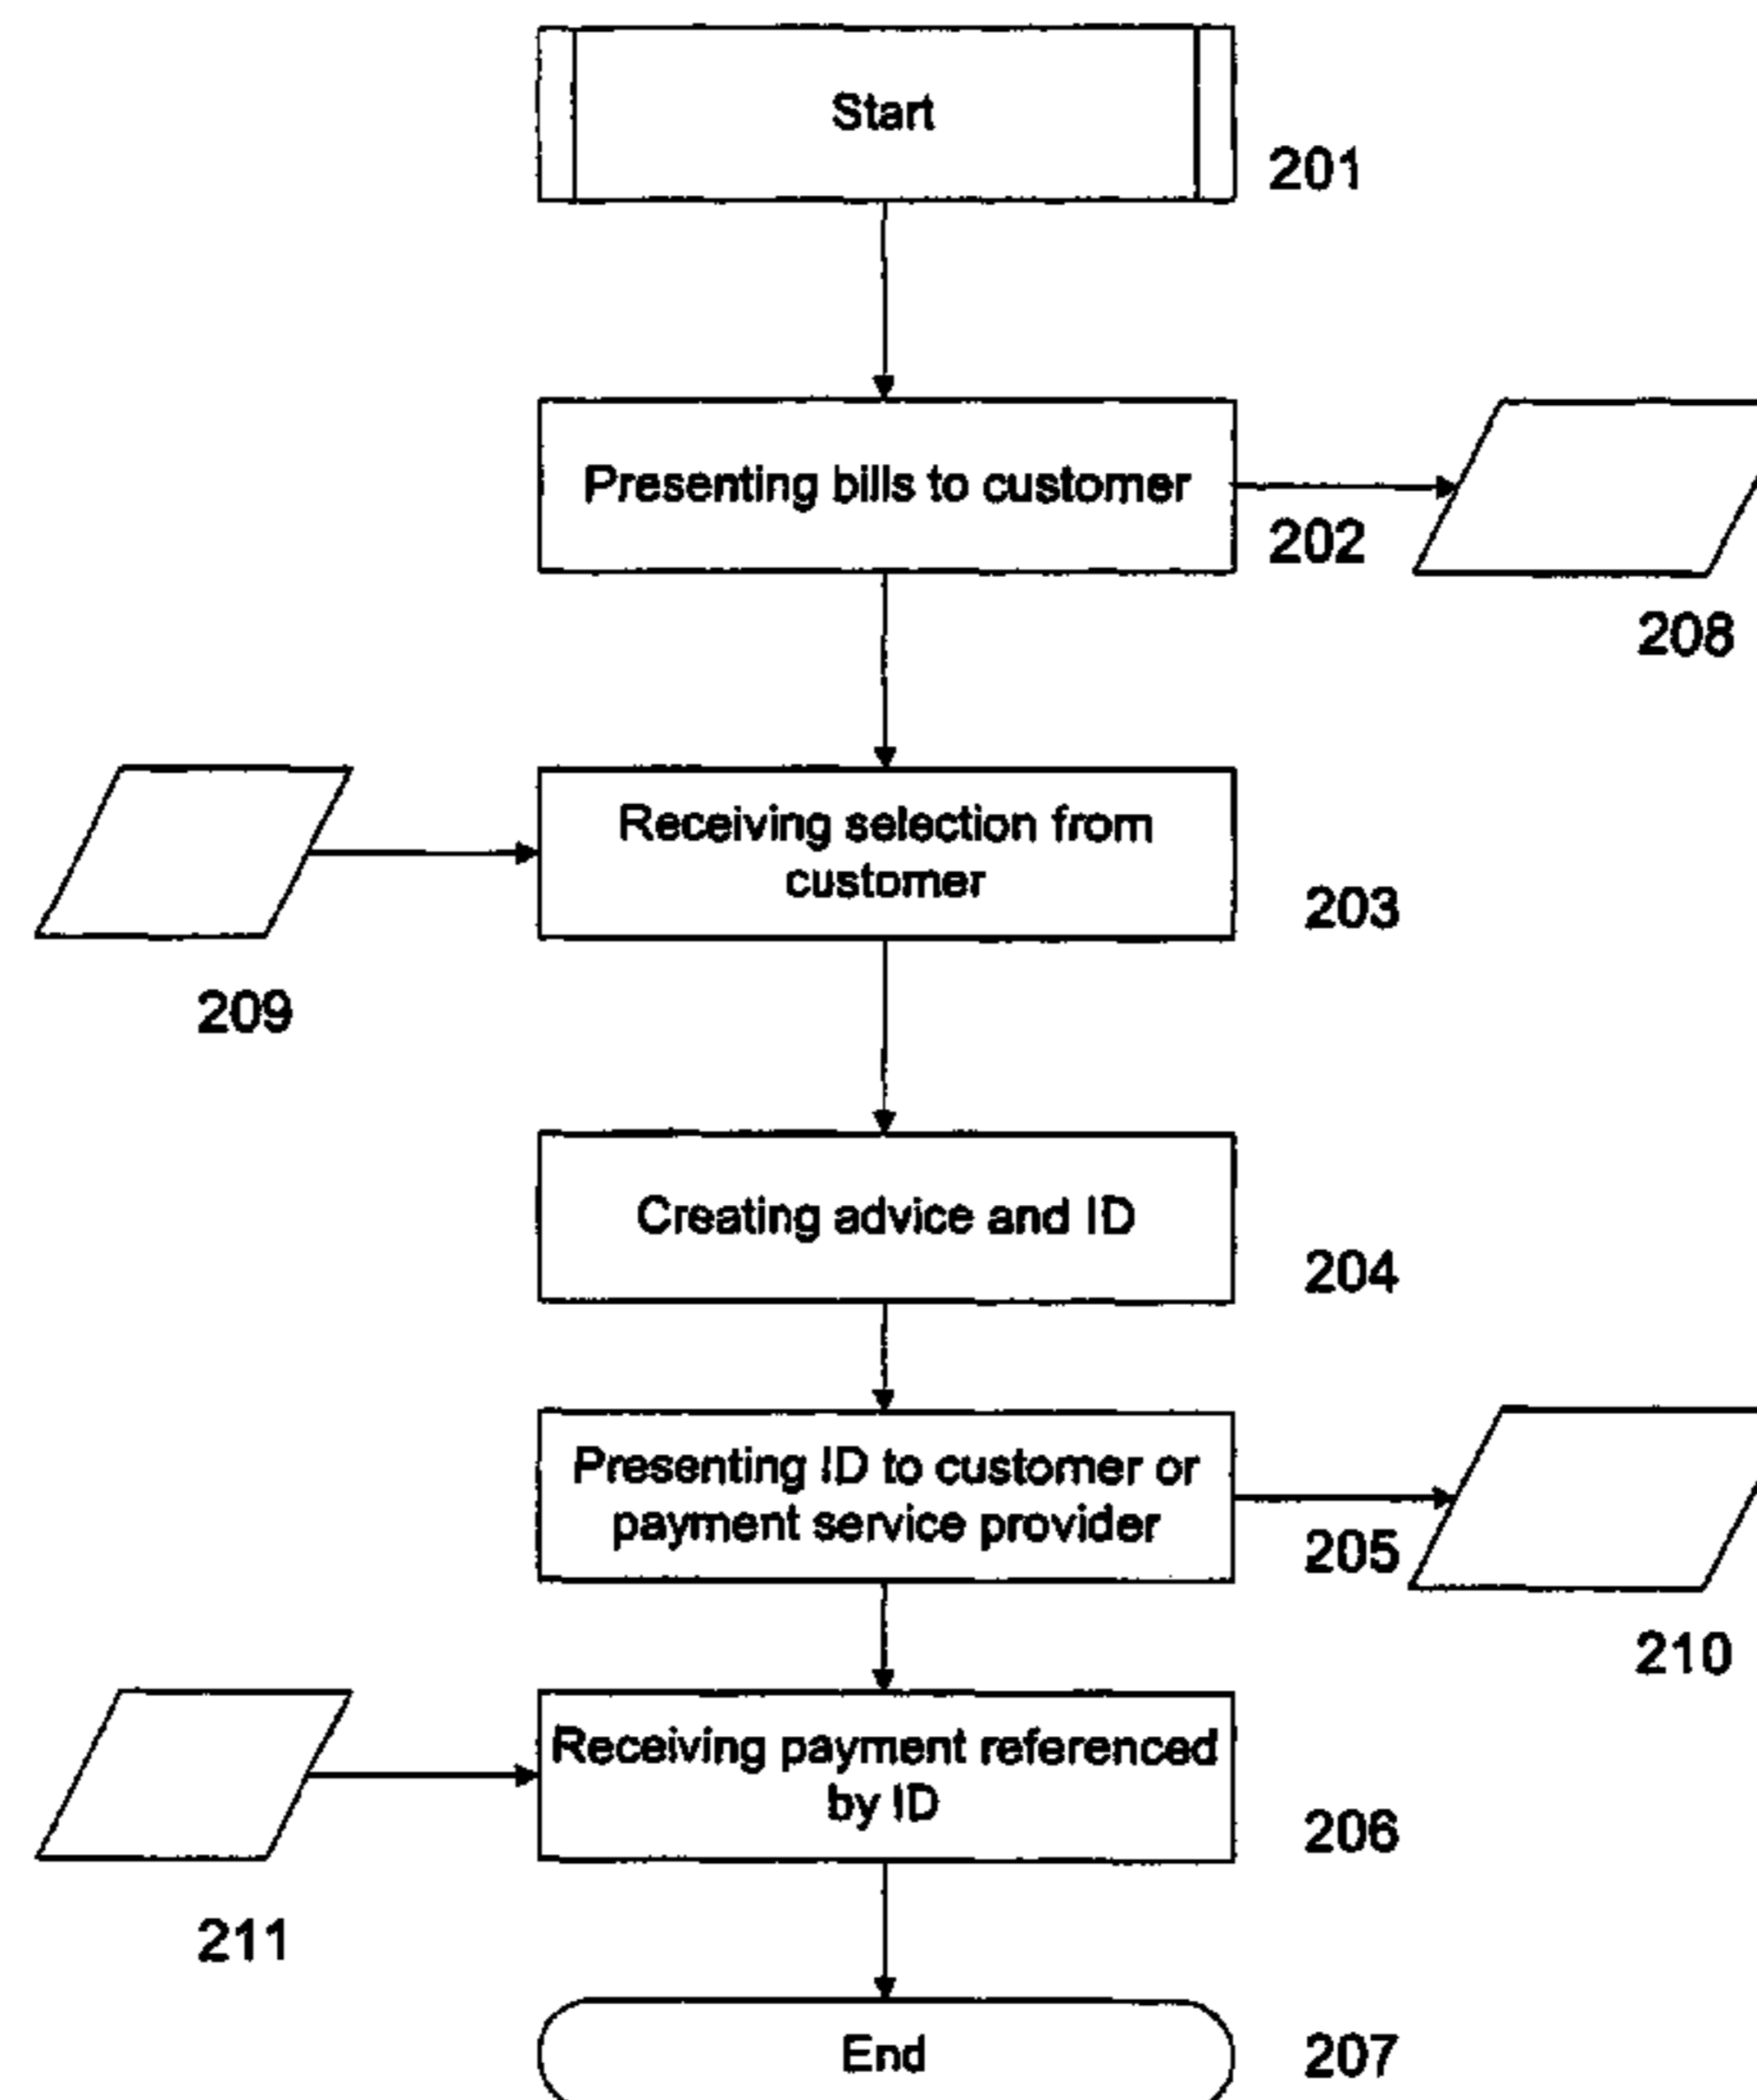 Start
201
Presenting bills to customer
202
208
Receiving selection from
customer
203
209
Creating advice and ID
204
Presenting ID to customer or
payment service provider
205
210
Receiving payment referenced
by ID
206
211
End
207